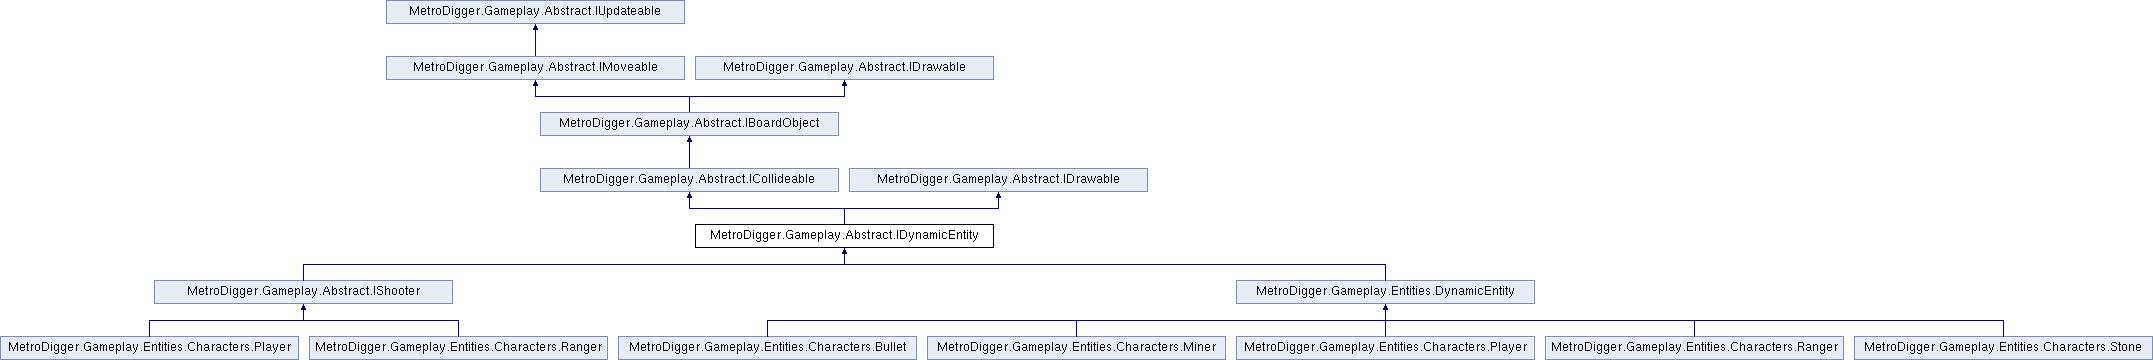 MetroDigger.Gameplay.Abstract.IUpdateable
MetroDigger.Gameplay.Abstract.IMoveable
MetroDigger.Gameplay.Abstract.IDrawable
MetroDigger.Gameplay.Abstract.IBoardObject
MetroDigger.Gameplay.Abstract.ICollideable
MetroDigger.Gameplay.Abstract.IDrawable
MetroDigger.Gameplay.Abstract.IDynamicEntity
MetroDigger.Gameplay.Abstract.IShooter
MetroDigger.Gameplay.Entities.DynamicEntity
MetroDigger.Gameplay.Entities.Characters.Player
MetroDigger.Gameplay.Entities.Characters.Ranger
MetroDigger.Gameplay.Entities.Characters.Bullet
MetroDigger.Gameplay.Entities.Characters.Miner
MetroDigger.Gameplay.Entities.Characters.Player
MetroDigger.Gameplay.Entities.Characters.Ranger
MetroDigger.Gameplay.Entities.Characters.Stone